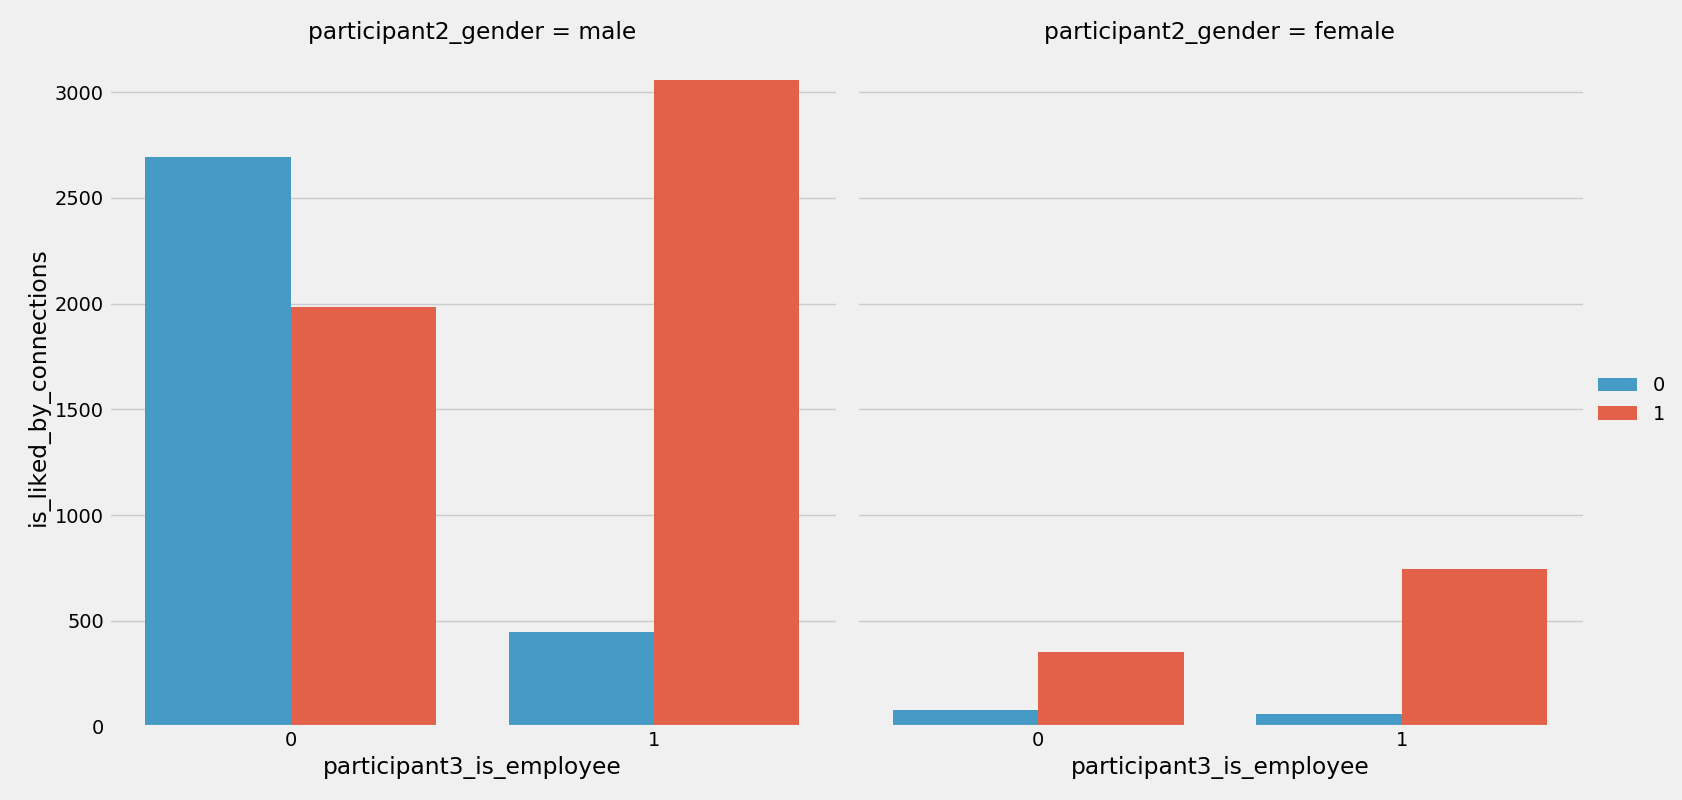 participant2_gender = male
participant2_gender = female
is_liked_by_connections
3000
2500
2000
1500
1000
500
0
0 1
participant3_is_employee
0 1
participant3_is_employee
0
1